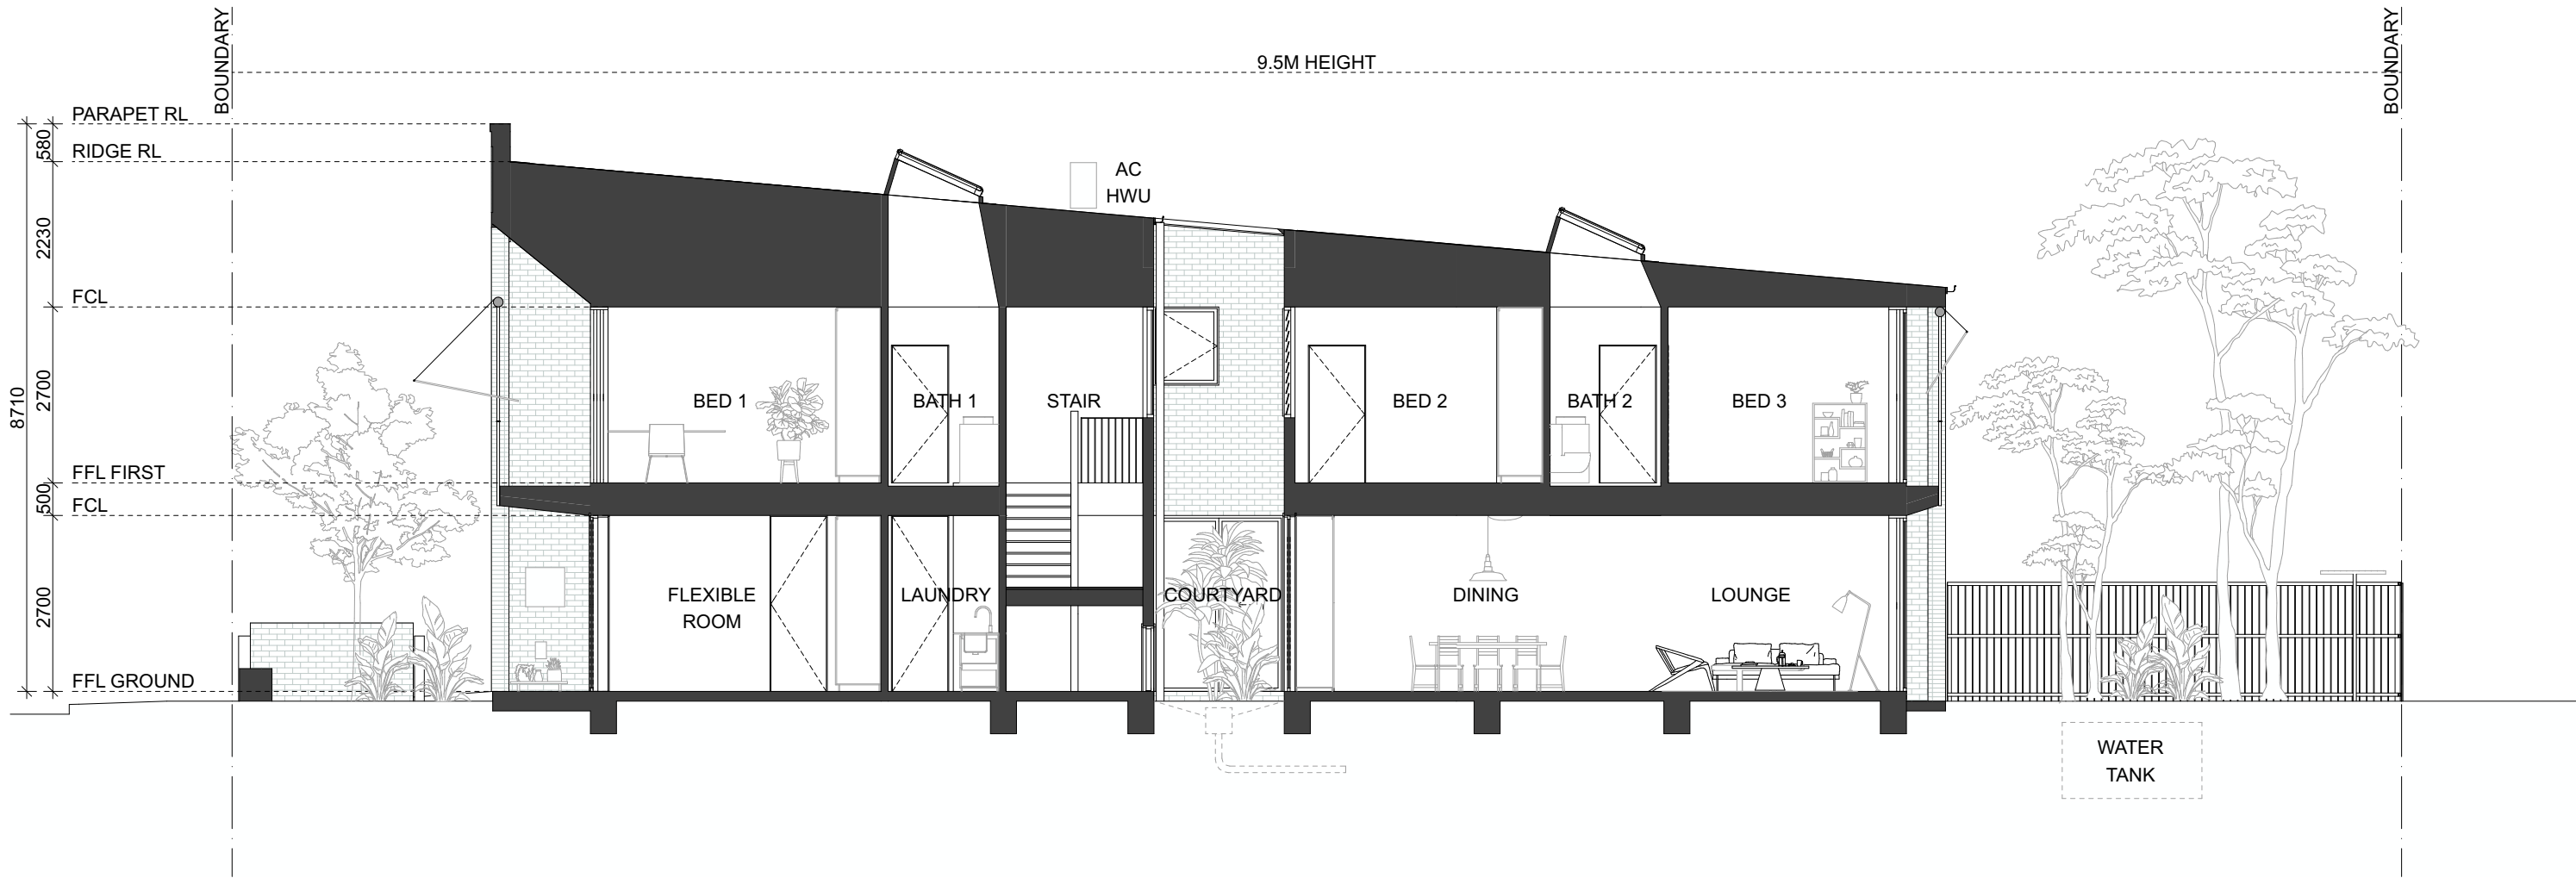 BOUNDARY
BOUNDARY
9.5M HEIGHT
PARAPET RL
580
RIDGE RL
AC
HWU
2230
FCL
8710
2700
BED 1
BATH 1
STAIR
BED 2
BATH 2
BED 3
FFL FIRST
500
FCL
2700
FLEXIBLE
ROOM
LAUNDRY
COURTYARD
DINING
LOUNGE
FFL GROUND
WATER
TANK